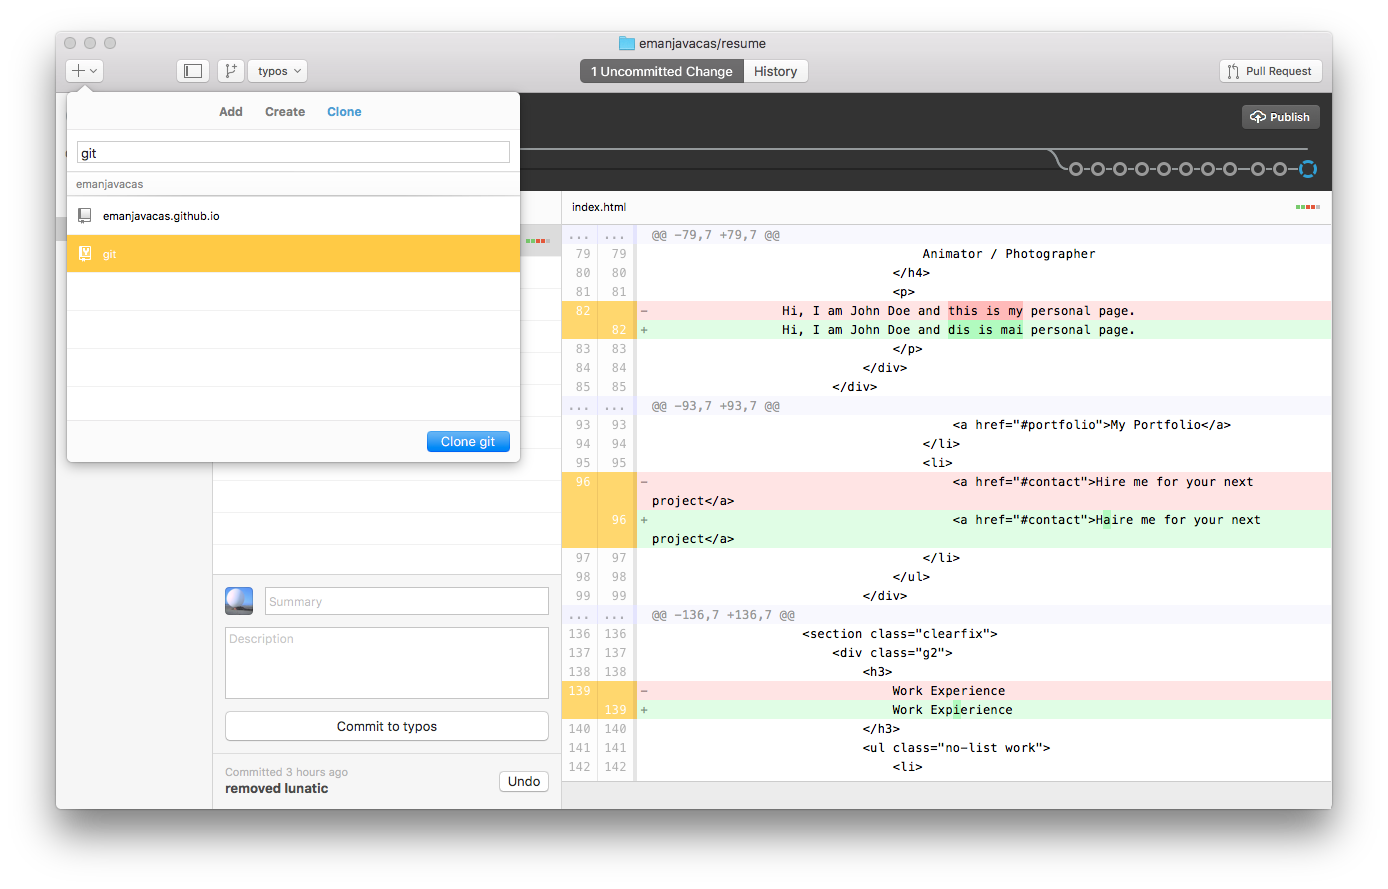 emanjavacas/resume
typos
1 Uncommitted Change
History
Pull Request
Add
Create
Clone
Publish
git
emanjavacas
emanjavacas.github.io
git
Clone git
Summary
Description
Commit to typos
Committed 3 hours ago
removed lunatic
Undo
index.html
... ... @@ -79,7 +79,7 @@
79 79 Animator / Photographer
80 80 </h4>
81 81 <p>
82 - Hi, I am John Doe and this is my personal page.
82 + Hi, I am John Doe and dis is mai personal page.
83 83 </p>
84 84 </div>
85 85 </div>
... ... @@ -93,7 +93,7 @@
93 93 <a href="#portfolio">My Portfolio</a>
94 94 </li>
95 95 <li>
96 - <a href="#contact">Hire me for your next
project</a>
96 + <a href="#contact">Haire me for your next
project</a>
97 97 </li>
98 98 </ul>
99 99 </div>
... ... @@ -136,7 +136,7 @@
136 136 <section class="clearfix">
137 137 <div class="g2">
138 138 <h3>
139 - Work Experience
139 + Work Expierience
140 140 </h3>
141 141 <ul class="no-list work">
142 142 <li>